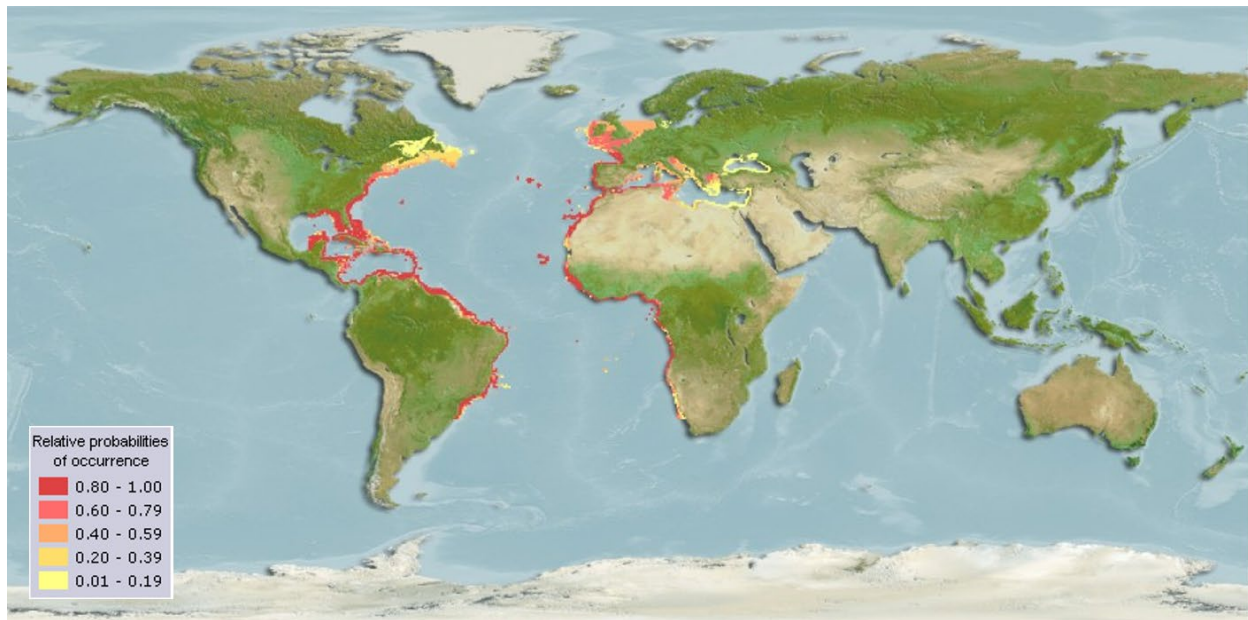 Relative probabilities
of occurrence
0.80 - 1.00
0.60 - 0.79
0.40 - 0.59
0.20 - 0.39
0.01 - 0.19